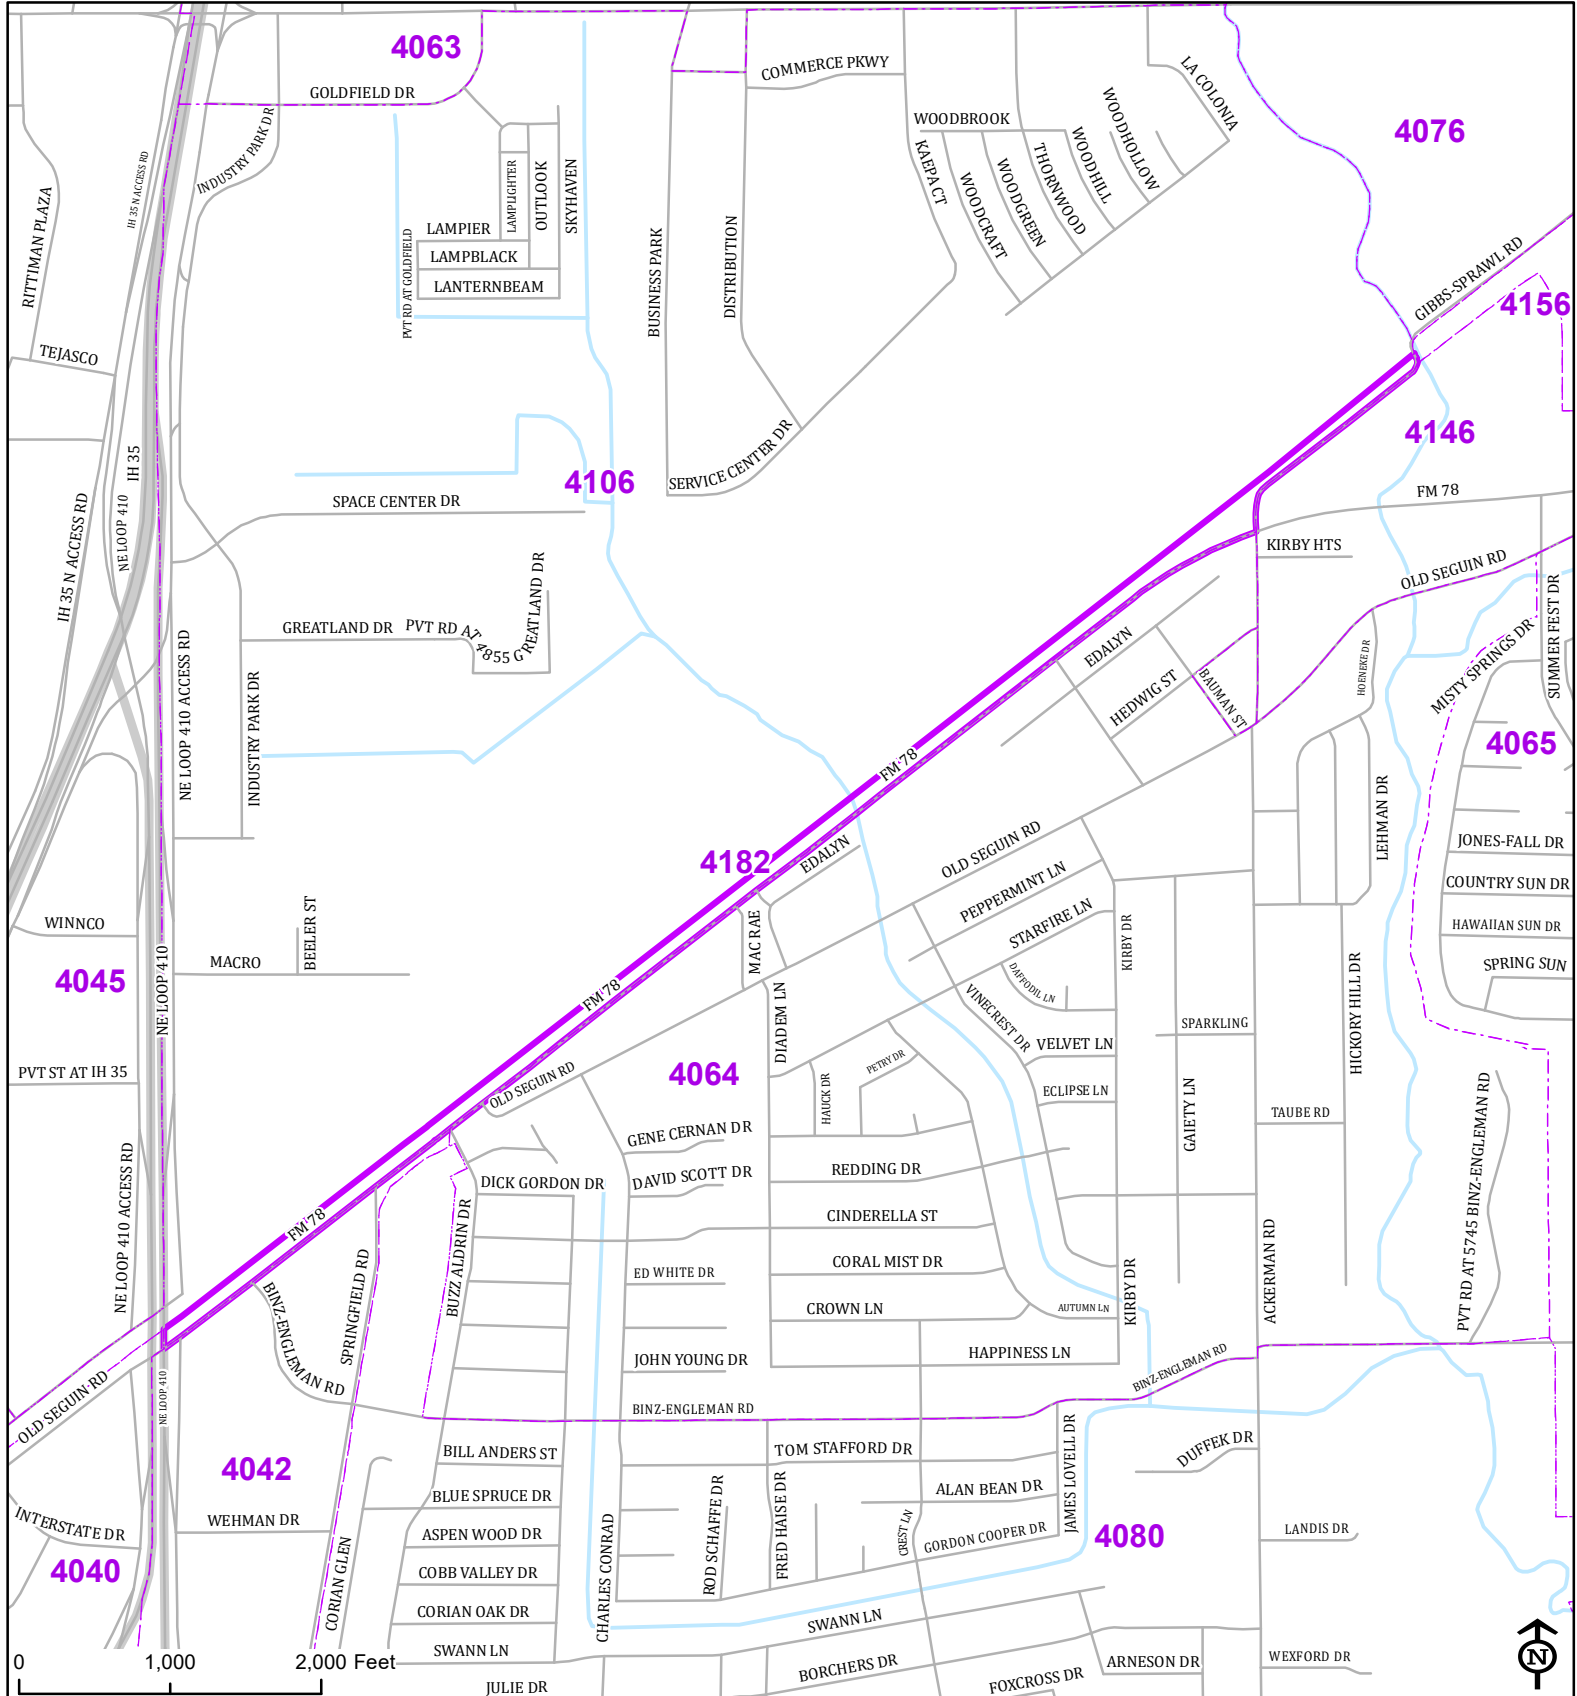 4063
GOLDFIELD DR
COMMERCE PKWY
LA COLONIA
4076
INDUSTRY PARK DR
IH 35 N ACCESS RD
RITTIMAN PLAZA
WOODBROOK
KAEPA CT
WOODCRAFT
WOODGREEN
THORNWOOD
WOODHILL
WOODHOLLOW
LAMPLIGHTER
OUTLOOK
SKYHAVEN
LAMPIER
LAMPBLACK
LANTERNBEAM
PVT RD AT GOLDFIELD
BUSINESS PARK
DISTRIBUTION
GIBBS-SPRAWL RD
4156
TEJASCO
4146
IH 35
NE LOOP 410
IH 35 N ACCESS RD
4106
SERVICE CENTER DR
SPACE CENTER DR
FM 78
KIRBY HTS
OLD SEGUIN RD
GREATLAND DR
PVT RD AT 4855 GREATLAND DR
NE LOOP 410 ACCESS RD
INDUSTRY PARK DR
EDALYN
HEDWIG ST
BAUMAN ST
HOENEKE DR
MISTY SPRINGS DR
SUMMER FEST DR
4065
FM 78
LEHMAN DR
JONES-FALL DR
4182
EDALYN
OLD SEGUIN RD
PEPPERMINT LN
STARFIRE LN
COUNTRY SUN DR
HAWAIIAN SUN DR
SPRING SUN
WINNCO
BEELER ST
MACRO
4045
NE LOOP 410
MAC RAE
FM 78
KIRBY DR
DAFFODIL LN
VINECREST DR
DIADEM LN
HICKORY HILL DR
SPARKLING
VELVET LN
PVT ST AT IH 35
4064
OLD SEGUIN RD
PETRY DR
HAUCK DR
ECLIPSE LN
GAIETY LN
TAUBE RD
PVT RD AT 5745 BINZ-ENGLEMAN RD
GENE CERNAN DR
DAVID SCOTT DR
DICK GORDON DR
REDDING DR
NE LOOP 410 ACCESS RD
FM 78
BUZZ ALDRIN DR
CINDERELLA ST
ED WHITE DR
CORAL MIST DR
KIRBY DR
ACKERMAN RD
SPRINGFIELD RD
BINZ-ENGLEMAN RD
CROWN LN
AUTUMN LN
JOHN YOUNG DR
HAPPINESS LN
BINZ-ENGLEMAN RD
OLD SEGUIN RD
NE LOOP 410
BINZ-ENGLEMAN RD
4042
BILL ANDERS ST
TOM STAFFORD DR
JAMES LOVELL DR
DUFFEK DR
BLUE SPRUCE DR
ALAN BEAN DR
INTERSTATE DR
WEHMAN DR
ASPEN WOOD DR
ROD SCHAFFE DR
FRED HAISE DR
CREST LN
GORDON COOPER DR
4080
LANDIS DR
4040
CORIAN GLEN
COBB VALLEY DR
CHARLES CONRAD
CORIAN OAK DR
SWANN LN
SWANN LN
BORCHERS DR
ARNESON DR
WEXFORD DR
FOXCROSS DR
JULIE DR
0 1,000 2,000 Feet
N